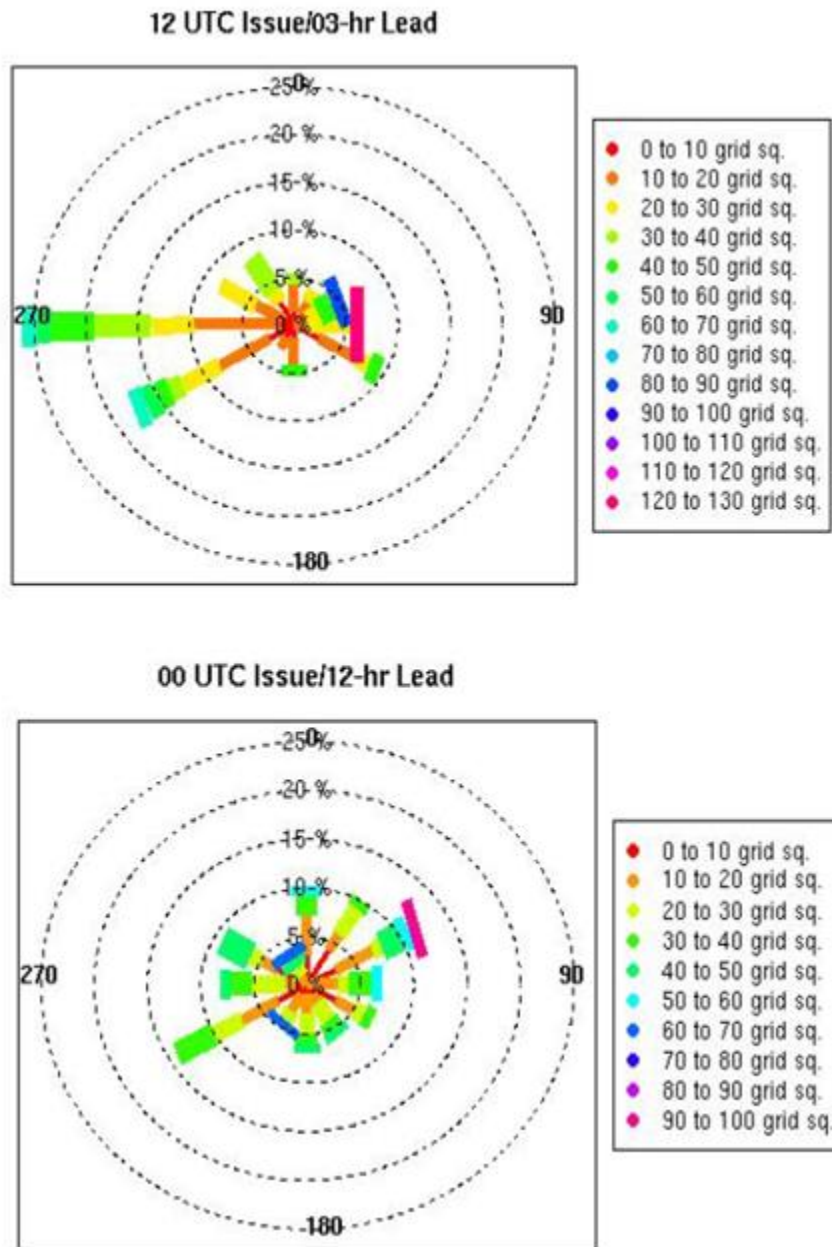 12 UTC Issue/03-hr Lead
0
25 %
20 %
15 %
10 %
5 %
0 %
270
90
180
0 to 10 grid sq.
10 to 20 grid sq.
20 to 30 grid sq.
30 to 40 grid sq.
40 to 50 grid sq.
50 to 60 grid sq.
60 to 70 grid sq.
70 to 80 grid sq.
80 to 90 grid sq.
90 to 100 grid sq.
100 to 110 grid sq.
110 to 120 grid sq.
120 to 130 grid sq.
00 UTC Issue/12-hr Lead
0
25 %
20 %
15 %
10 %
5 %
0 %
270
90
180
0 to 10 grid sq.
10 to 20 grid sq.
20 to 30 grid sq.
30 to 40 grid sq.
40 to 50 grid sq.
50 to 60 grid sq.
60 to 70 grid sq.
70 to 80 grid sq.
80 to 90 grid sq.
90 to 100 grid sq.